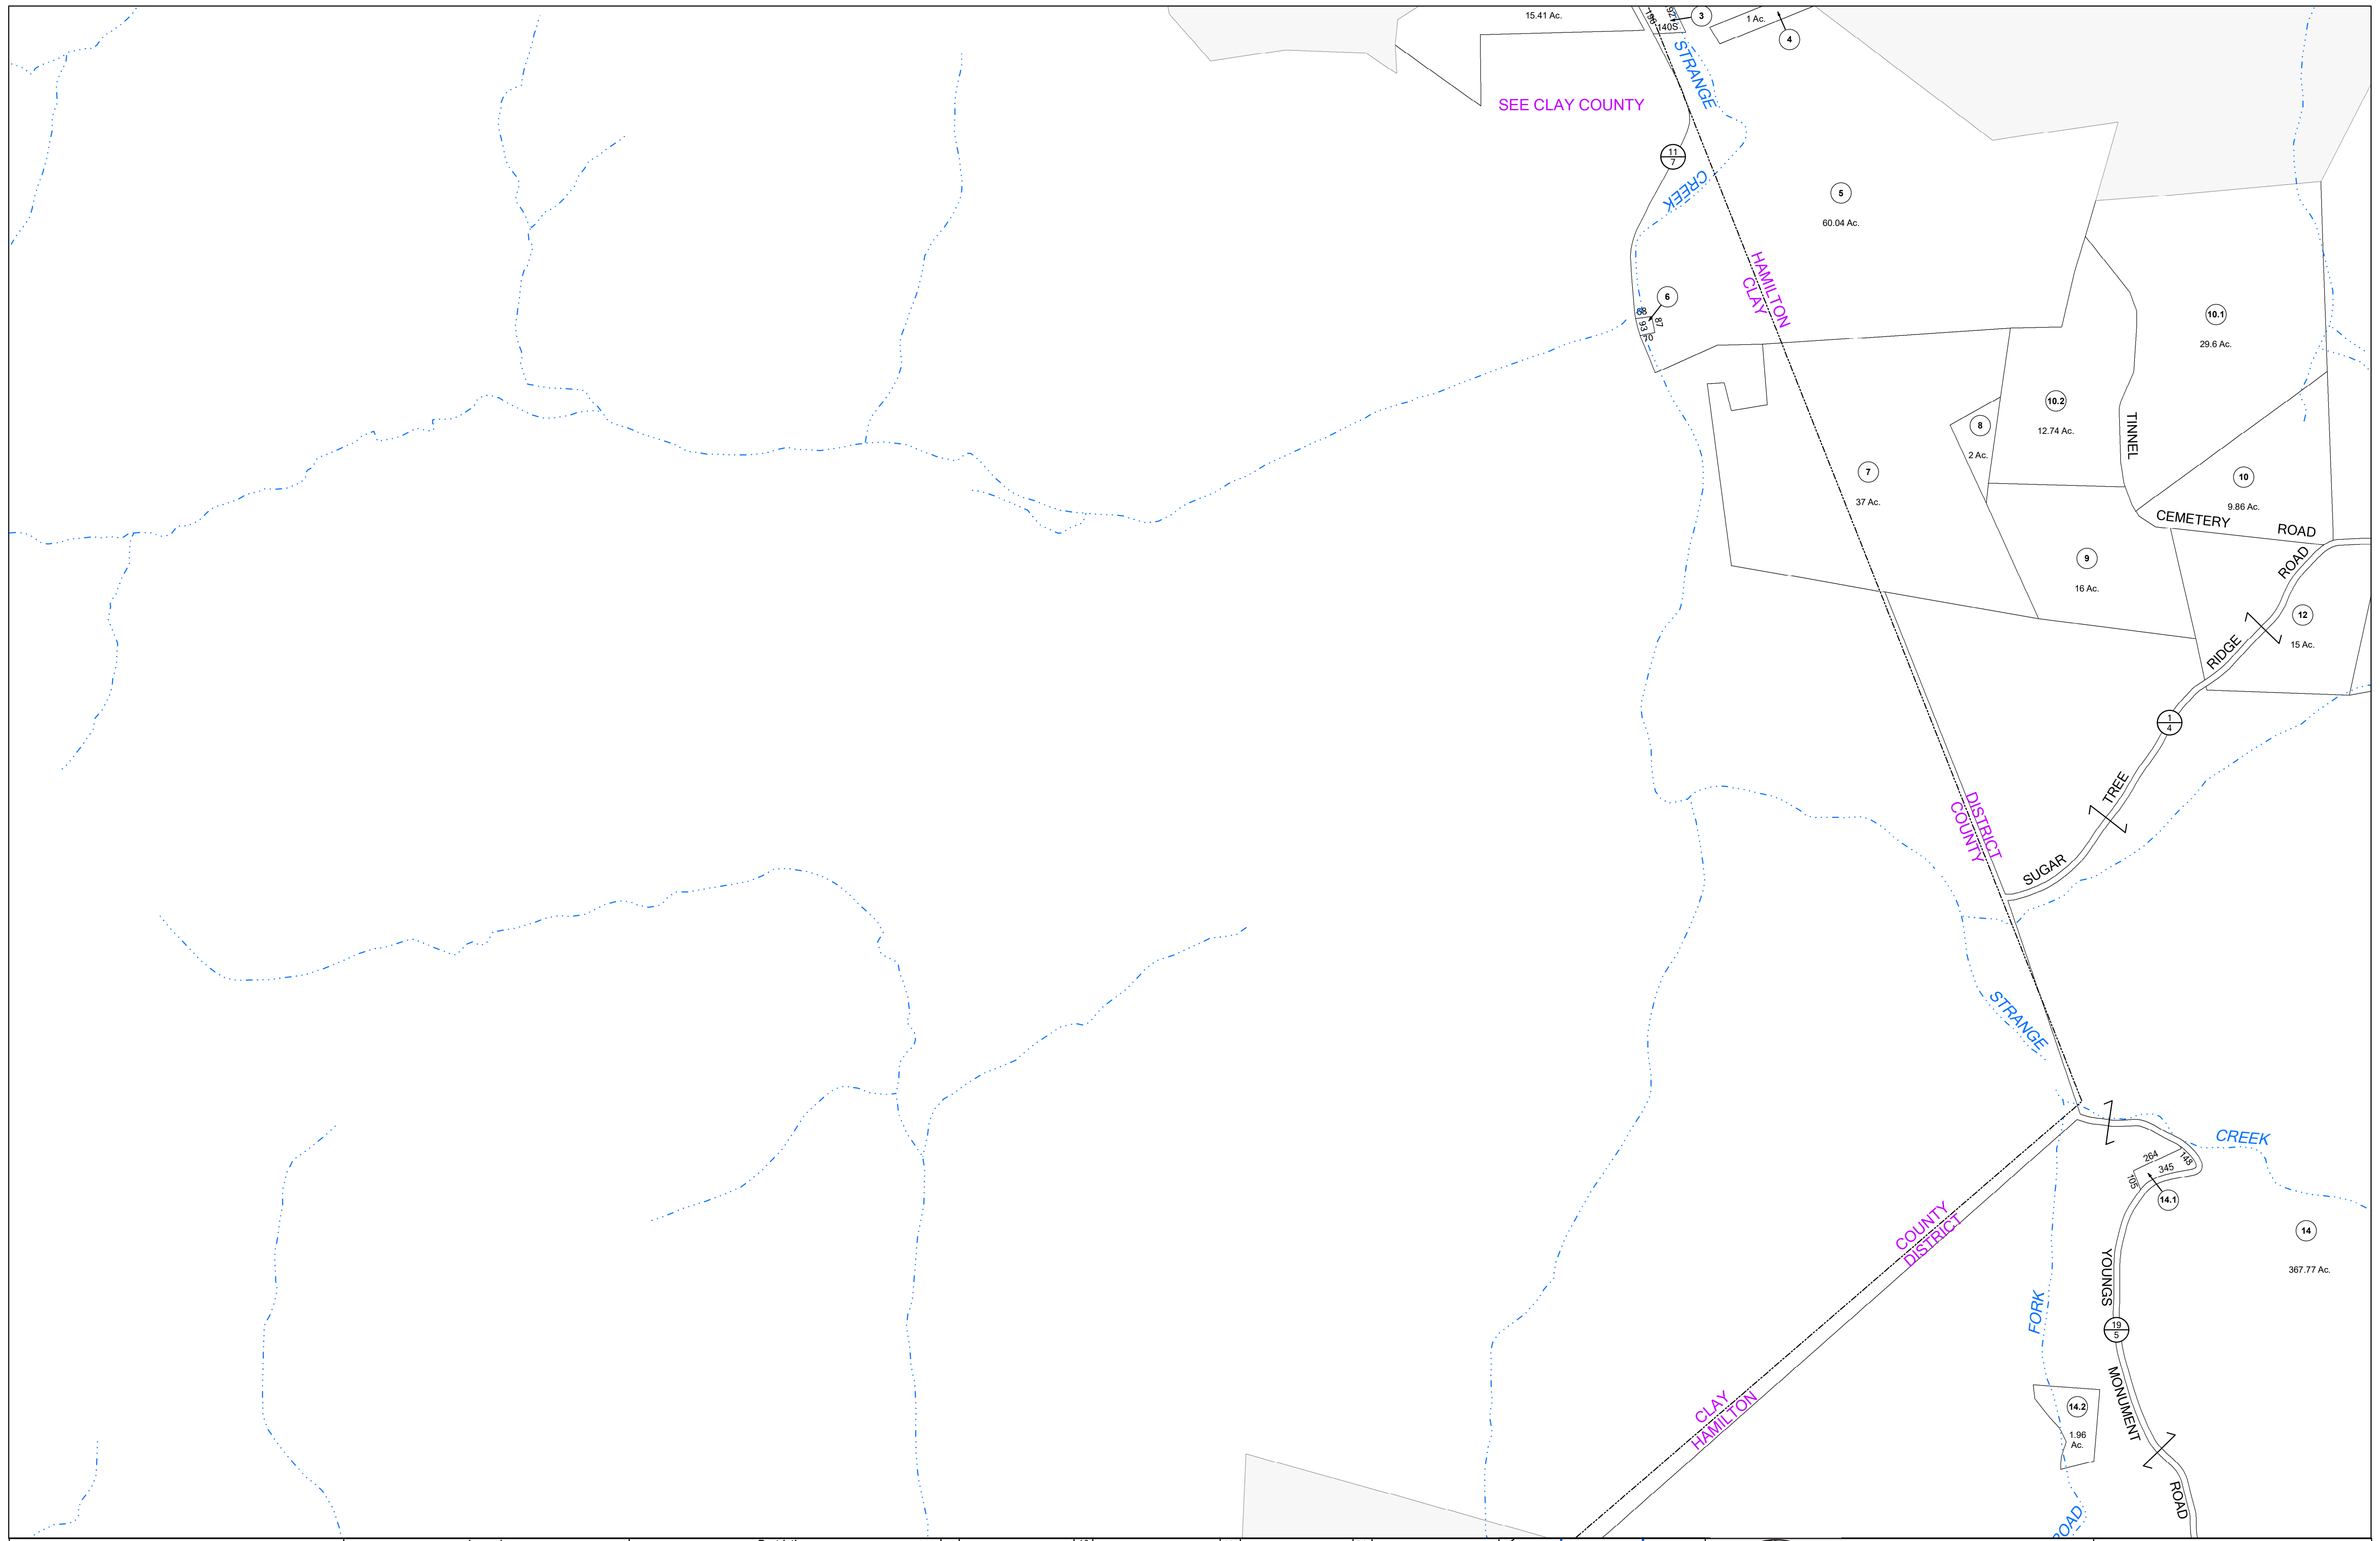 15.41 Ac.
196
92
140S
3
1 Ac.
4
STRANGE
SEE CLAY COUNTY
11
7
CREEK
5
60.04 Ac.
HAMILTON
CLAY
6
87
93
70
10.1
29.6 Ac.
10.2
12.74 Ac.
TINNEL
8
2 Ac.
7
37 Ac.
10
9.86 Ac.
CEMETERY ROAD
9
16 Ac.
ROAD
12
15 Ac.
RIDGE
1
4
TREE
DISTRICT
COUNTY
SUGAR
STRANGE
CREEK
264
148
345
105
14.1
14
367.77 Ac.
COUNTY
DISTRICT
YOUNGS
FORK
19
5
CLAY
HAMILTON
MONUMENT
14.2
1.96
Ac.
ROAD
ROAD